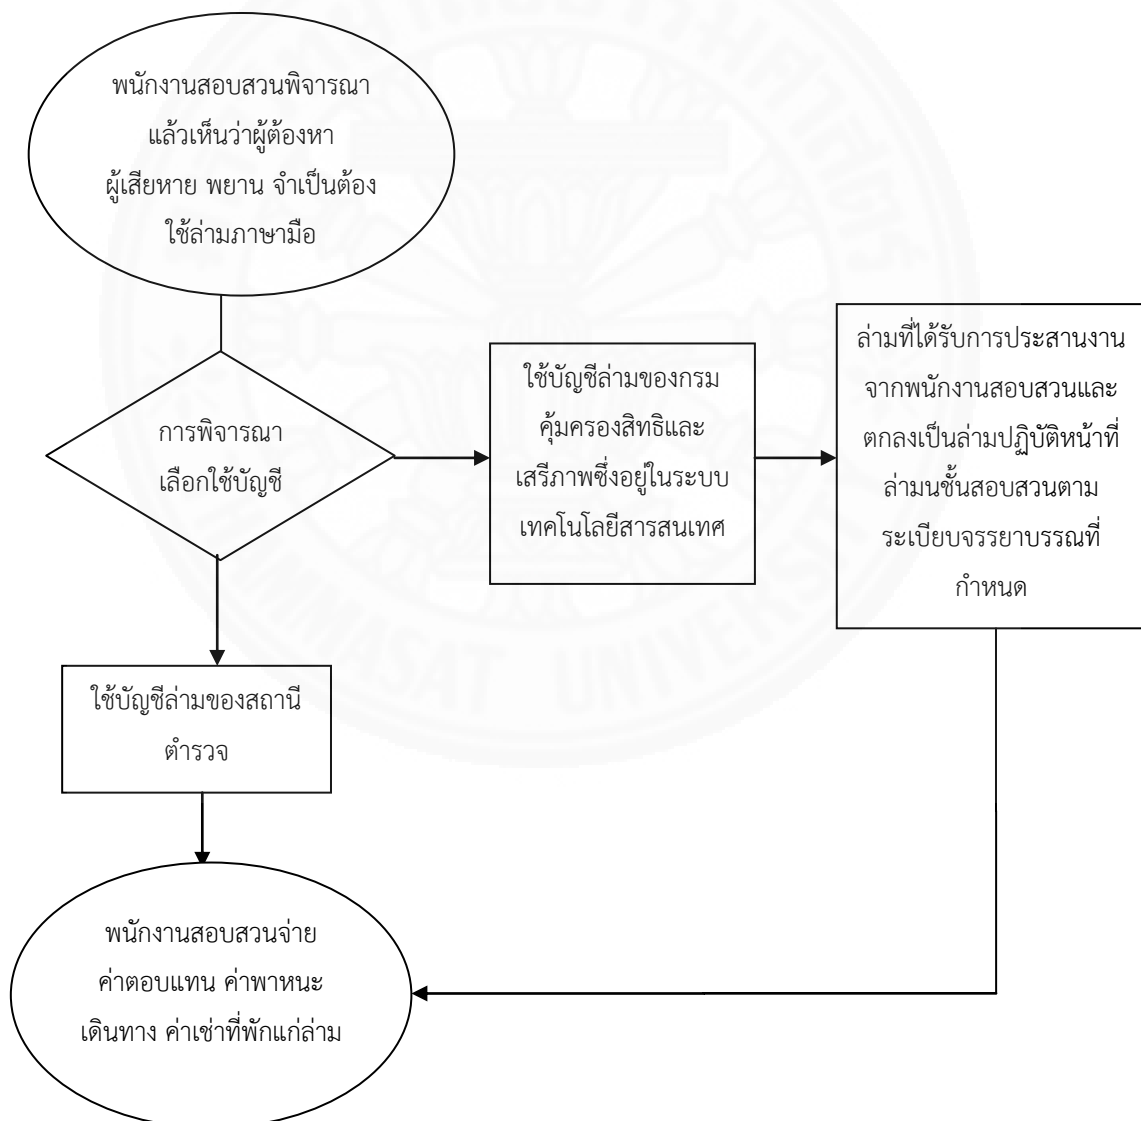 พนักงานสอบสวนพิจารณา
แล้วเห็นว่าผู้ต้องหา
ผู้เสียหาย พยาน จำเป็นต้อง
ใช้ล่ามภาษามือ
การพิจารณา
เลือกใช้บัญชี
ใช้บัญชีล่ามของกรม
คุ้มครองสิทธิและ
เสรีภาพซึ่งอยู่ในระบบ
เทคโนโลยีสารสนเทศ
ล่ามที่ได้รับการประสานงาน
จากพนักงานสอบสวนและ
ตกลงเป็นล่ามปฏิบัติหน้าที่
ล่ามนชั้นสอบสวนตาม
ระเบียบจรรยาบรรณที่
กำหนด
ใช้บัญชีล่ามของสถานี
ตำรวจ
พนักงานสอบสวนจ่าย
ค่าตอบแทน ค่าพาหนะ
เดินทาง ค่าเช่าที่พักแก่ล่าม